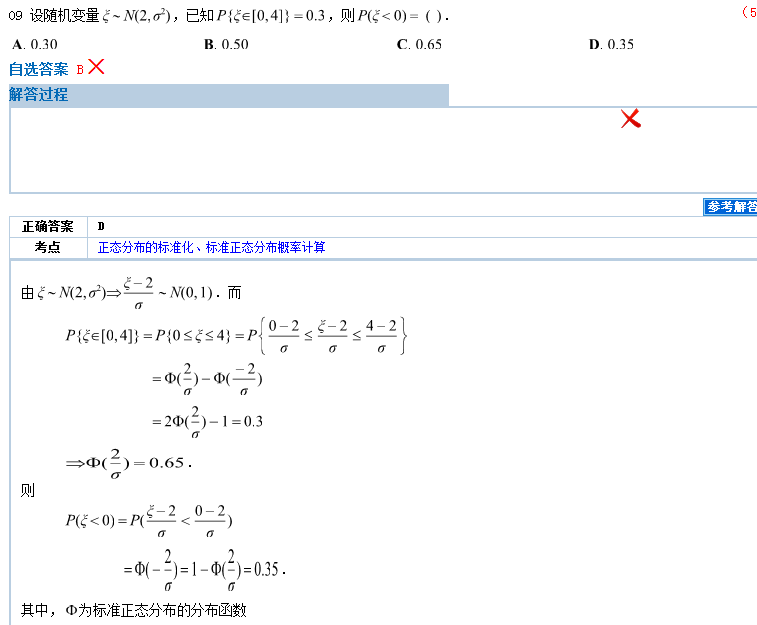 09 设随机变量 ξ ~ N(2, σ²)，已知 P{ξ∈[0,4]} = 0.3，则 P(ξ<0) = ( ).
(5
A. 0.30 B. 0.50 C. 0.65 D. 0.35
自选答案 B ×
解答过程
参考解答
正确答案 D
考点 正态分布的标准化、标准正态分布概率计算
由 ξ ~ N(2, σ²) ⇒ (ξ−2)/σ ~ N(0,1). 而
P{ξ∈[0,4]} = P{0 ≤ ξ ≤ 4} = P{(0−2)/σ ≤ (ξ−2)/σ ≤ (4−2)/σ}
= Φ(2/σ) − Φ(−2/σ)
= 2Φ(2/σ) − 1 = 0.3
⇒ Φ(2/σ) = 0.65.
则
P(ξ<0) = P((ξ−2)/σ < (0−2)/σ)
= Φ(−2/σ) = 1 − Φ(2/σ) = 0.35.
其中，Φ为标准正态分布的分布函数